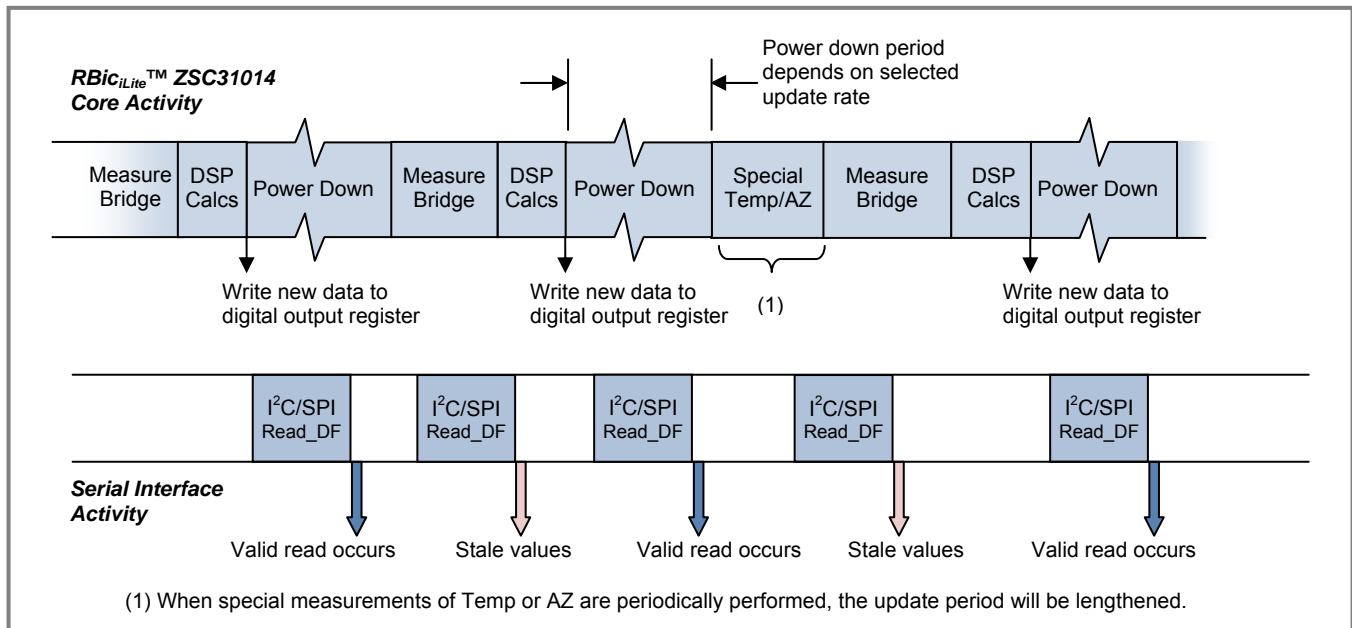 RBiciLite™ ZSC31014
Core Activity
Power down period
depends on selected
update rate
Measure
Bridge
DSP
Calcs
Power Down
Measure
Bridge
DSP
Calcs
Power Down
Special
Temp/AZ
Measure
Bridge
DSP
Calcs
Power Down
Write new data to
digital output register
Write new data to
digital output register
(1)
Write new data to
digital output register
I²C/SPI
Read_DF
I²C/SPI
Read_DF
I²C/SPI
Read_DF
I²C/SPI
Read_DF
I²C/SPI
Read_DF
Serial Interface
Activity
Valid read occurs
Stale values
Valid read occurs
Stale values
Valid read occurs
(1) When special measurements of Temp or AZ are periodically performed, the update period will be lengthened.